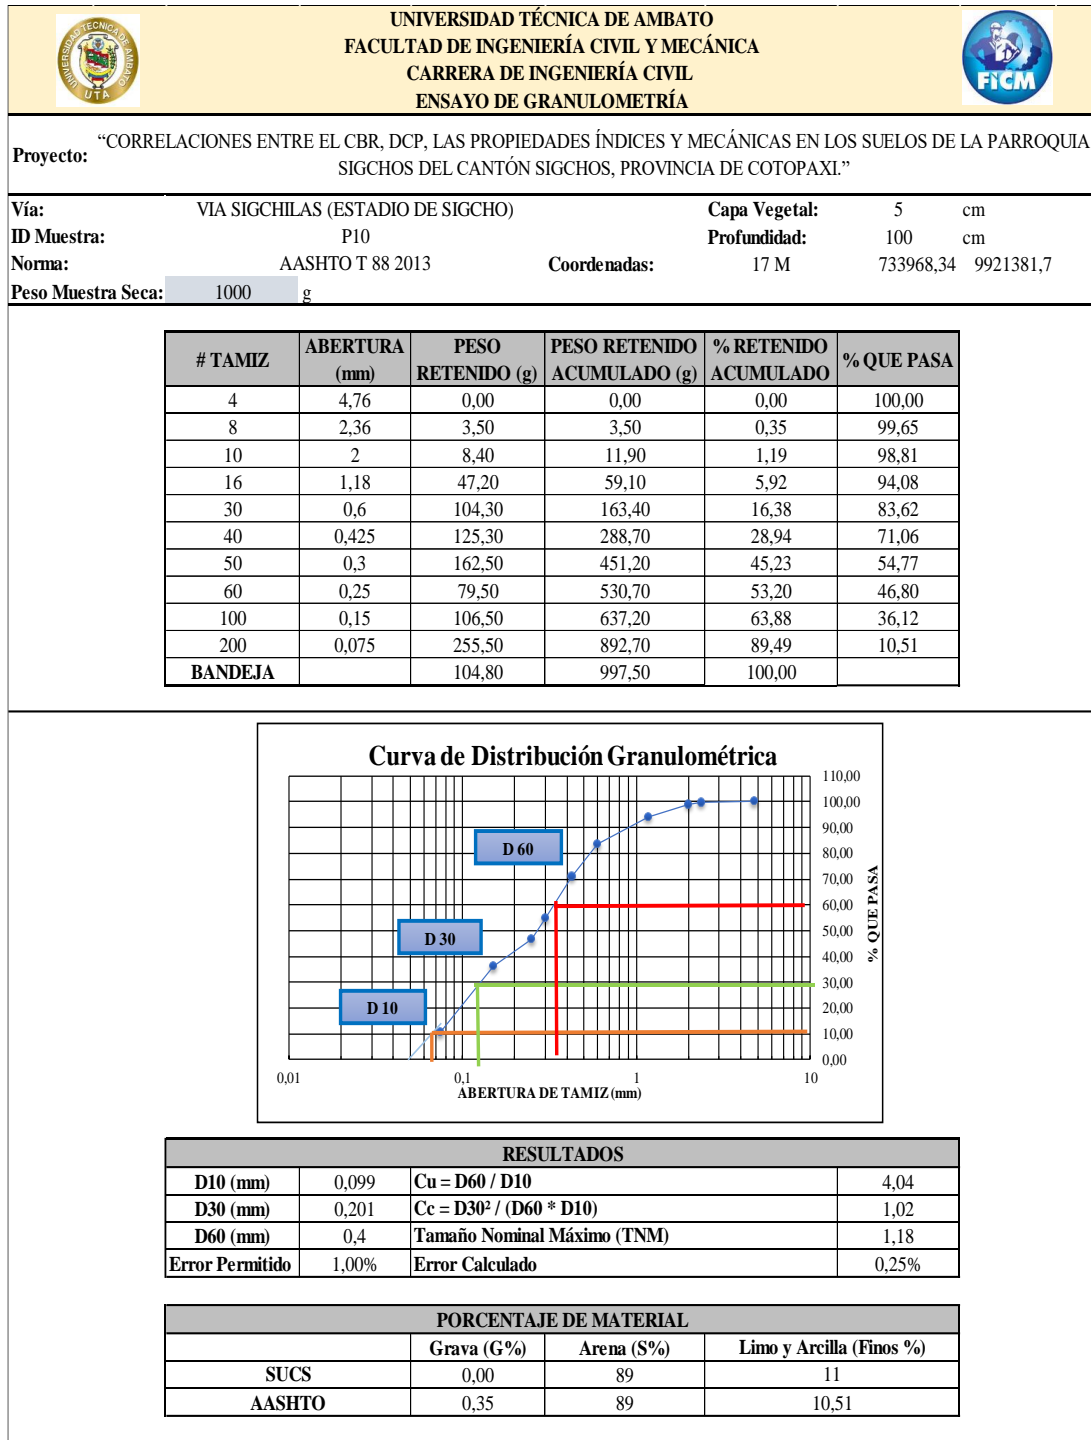 UNIVERSIDAD TÉCNICA DE AMBATO
FACULTAD DE INGENIERÍA CIVIL Y MECÁNICA
CARRERA DE INGENIERÍA CIVIL
ENSAYO DE GRANULOMETRÍA
UNIVERSIDAD TECNICA DE AMBATO
UTA
FICM
Proyecto: “CORRELACIONES ENTRE EL CBR, DCP, LAS PROPIEDADES ÍNDICES Y MECÁNICAS EN LOS SUELOS DE LA PARROQUIA
SIGCHOS DEL CANTÓN SIGCHOS, PROVINCIA DE COTOPAXI.”
Vía: VIA SIGCHILAS (ESTADIO DE SIGCHO) Capa Vegetal: 5 cm
ID Muestra: P10 Profundidad: 100 cm
Norma: AASHTO T 88 2013 Coordenadas: 17 M 733968,34 9921381,7
Peso Muestra Seca: 1000 g
# TAMIZ ABERTURA (mm) PESO RETENIDO (g) PESO RETENIDO ACUMULADO (g) % RETENIDO ACUMULADO % QUE PASA
4 4,76 0,00 0,00 0,00 100,00
8 2,36 3,50 3,50 0,35 99,65
10 2 8,40 11,90 1,19 98,81
16 1,18 47,20 59,10 5,92 94,08
30 0,6 104,30 163,40 16,38 83,62
40 0,425 125,30 288,70 28,94 71,06
50 0,3 162,50 451,20 45,23 54,77
60 0,25 79,50 530,70 53,20 46,80
100 0,15 106,50 637,20 63,88 36,12
200 0,075 255,50 892,70 89,49 10,51
BANDEJA 104,80 997,50 100,00
Curva de Distribución Granulométrica
110,00
100,00
90,00
80,00
70,00
60,00
50,00
40,00
30,00
20,00
10,00
0,00
% QUE PASA
D 60
D 30
D 10
0,01 0,1 1 10
ABERTURA DE TAMIZ (mm)
RESULTADOS
D10 (mm) 0,099 Cu = D60 / D10 4,04
D30 (mm) 0,201 Cc = D30² / (D60 * D10) 1,02
D60 (mm) 0,4 Tamaño Nominal Máximo (TNM) 1,18
Error Permitido 1,00% Error Calculado 0,25%
PORCENTAJE DE MATERIAL
Grava (G%) Arena (S%) Limo y Arcilla (Finos %)
SUCS 0,00 89 11
AASHTO 0,35 89 10,51